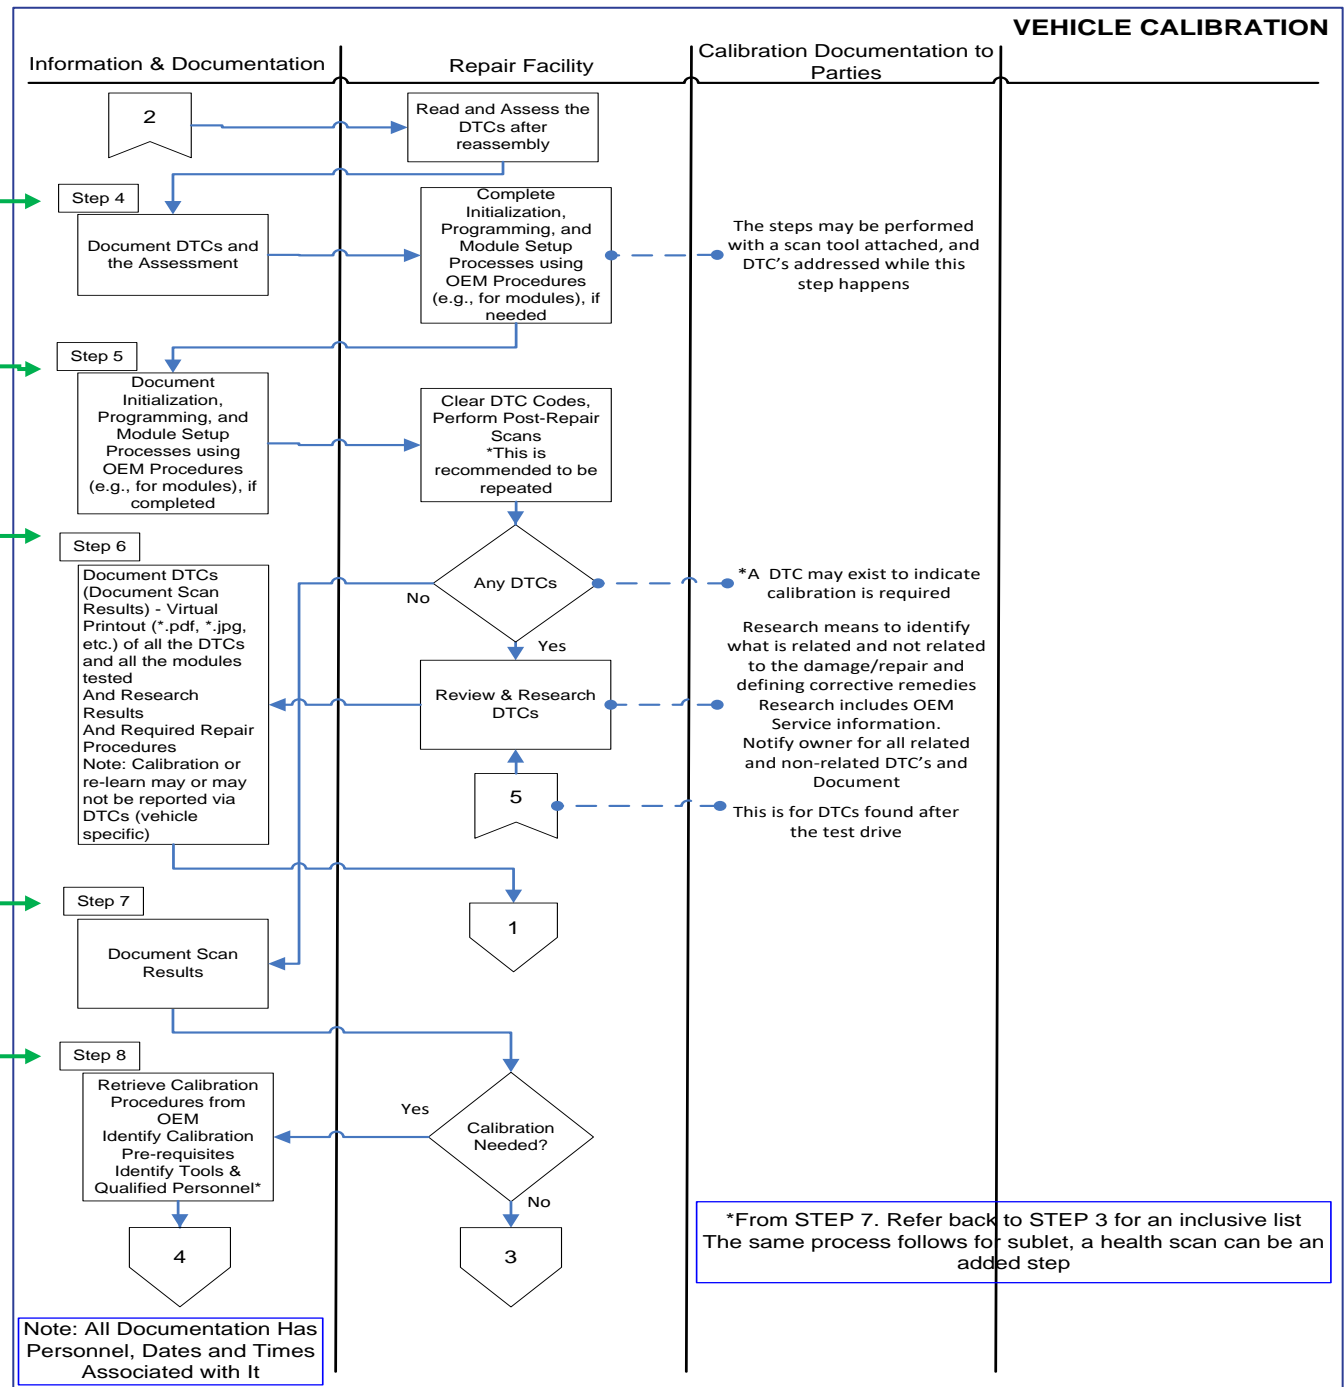 VEHICLE CALIBRATION
Information & Documentation
Repair Facility
Calibration Documentation to
Parties
2
Read and Assess the
DTCs after
reassembly
Step 4
Document DTCs and
the Assessment
Complete
Initialization,
Programming, and
Module Setup
Processes using
OEM Procedures
(e.g., for modules), if
needed
The steps may be performed
with a scan tool attached, and
DTC's addressed while this
step happens
Step 5
Document
Initialization,
Programming, and
Module Setup
Processes using
OEM Procedures
(e.g., for modules), if
completed
Clear DTC Codes,
Perform Post-Repair
Scans
*This is
recommended to be
repeated
Step 6
Document DTCs
(Document Scan
Results) - Virtual
Printout (*.pdf, *.jpg,
etc.) of all the DTCs
and all the modules
tested
And Research
Results
And Required Repair
Procedures
Note: Calibration or
re-learn may or may
not be reported via
DTCs (vehicle
specific)
Any DTCs
No
Yes
*A DTC may exist to indicate
calibration is required
Review & Research
DTCs
Research means to identify
what is related and not related
to the damage/repair and
defining corrective remedies
Research includes OEM
Service information.
Notify owner for all related
and non-related DTC's and
Document
5
This is for DTCs found after
the test drive
1
Step 7
Document Scan
Results
Step 8
Retrieve Calibration
Procedures from
OEM
Identify Calibration
Pre-requisites
Identify Tools &
Qualified Personnel*
Yes
Calibration
Needed?
No
4
3
*From STEP 7. Refer back to STEP 3 for an inclusive list
The same process follows for sublet, a health scan can be an
added step
Note: All Documentation Has
Personnel, Dates and Times
Associated with It